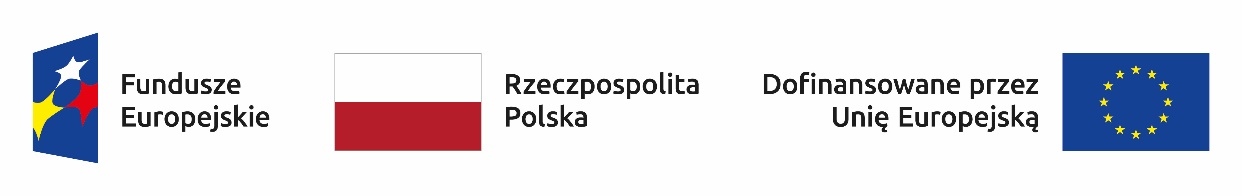 Fundusze
Europejskie
Rzeczpospolita
Polska
Dofinansowane przez
Unię Europejską